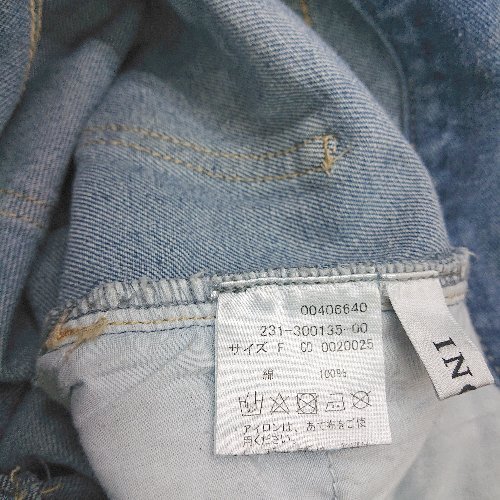 00406640
231-300135-00
サイズ F CD 0020025
綿 100%
アイロンは、あて布をご使
用ください。
IN